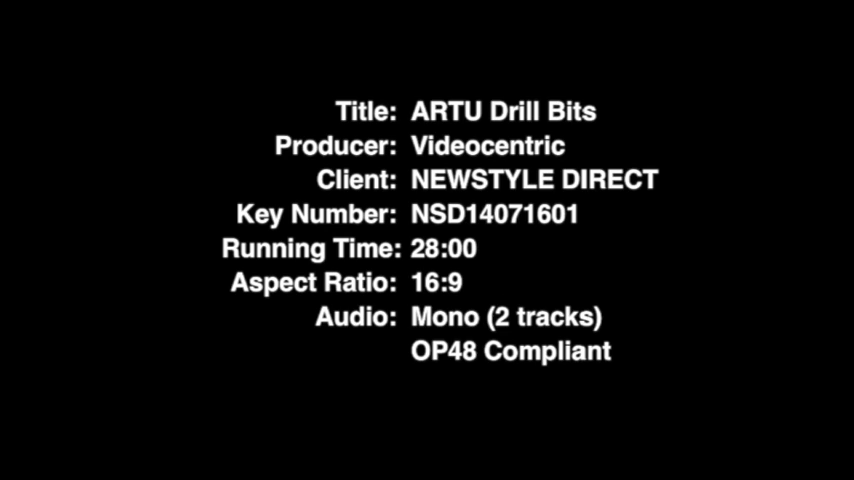 Title: ARTU Drill Bits
Producer: Videocentric
Client: NEWSTYLE DIRECT
Key Number: NSD14071601
Running Time: 28:00
Aspect Ratio: 16:9
Audio: Mono (2 tracks)
OP48 Compliant